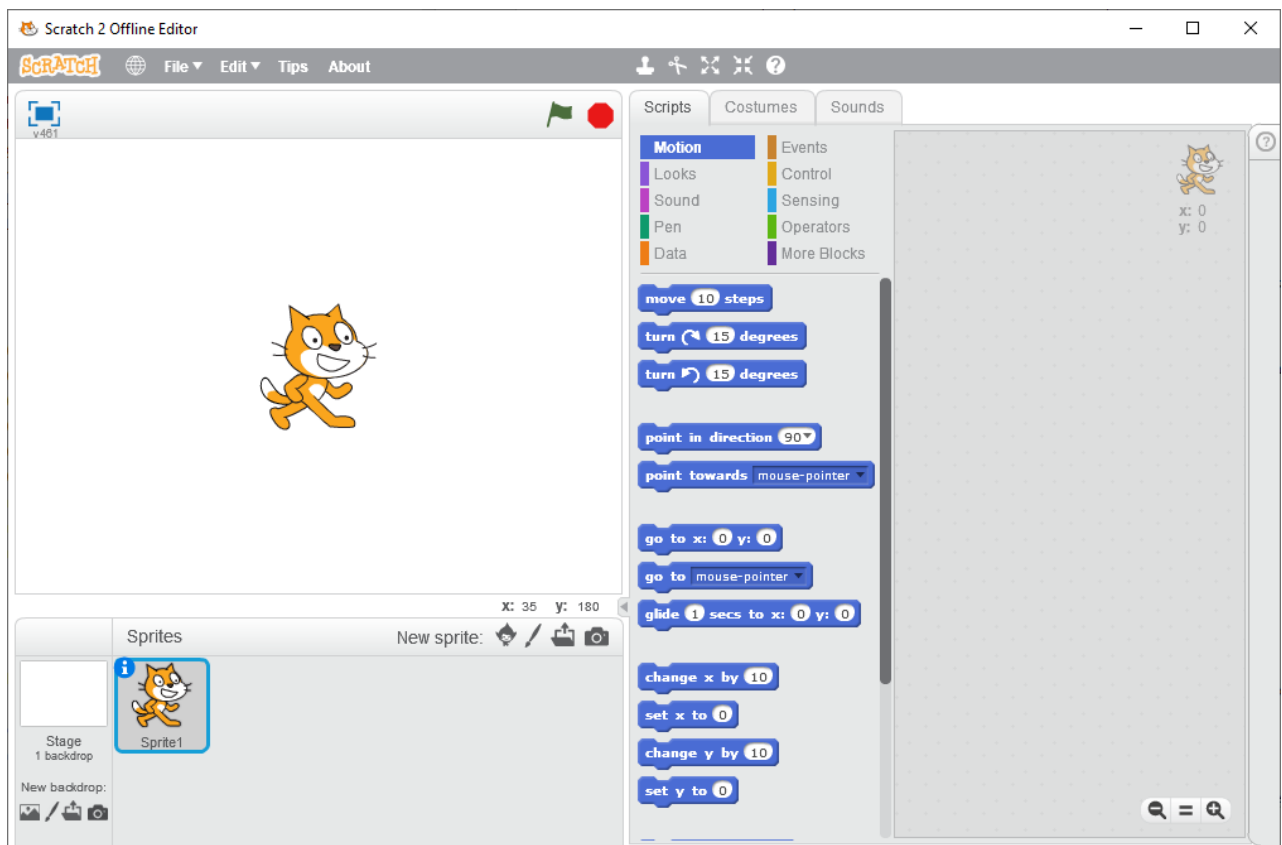 Scratch 2 Offline Editor
SCRATCH File Edit Tips About
v461
Scripts Costumes Sounds
Motion Events
Looks Control
Sound Sensing
Pen Operators
Data More Blocks
x: 0
y: 0
move 10 steps
turn 15 degrees
turn 15 degrees
point in direction 90
point towards mouse-pointer
go to x: 0 y: 0
go to mouse-pointer
glide 1 secs to x: 0 y: 0
change x by 10
set x to 0
change y by 10
set y to 0
x: 35 y: 180
Sprites New sprite:
Sprite1
Stage
1 backdrop
New backdrop: